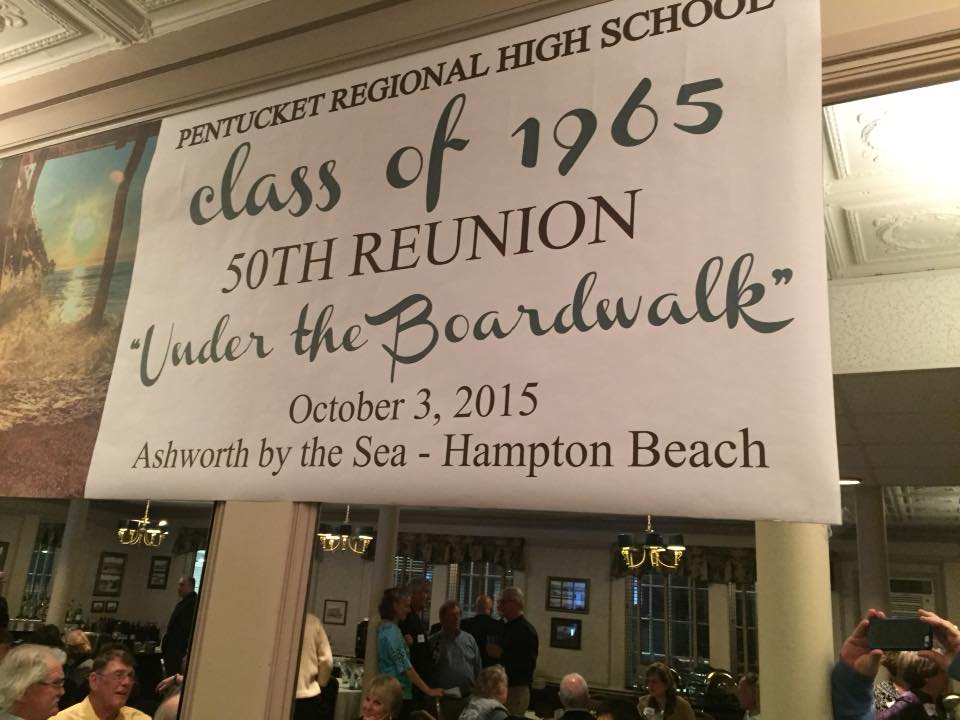 PENTUCKET REGIONAL HIGH SCHOOL
class of 1965
50TH REUNION
"Under the Boardwalk"
October 3, 2015
Ashworth by the Sea - Hampton Beach